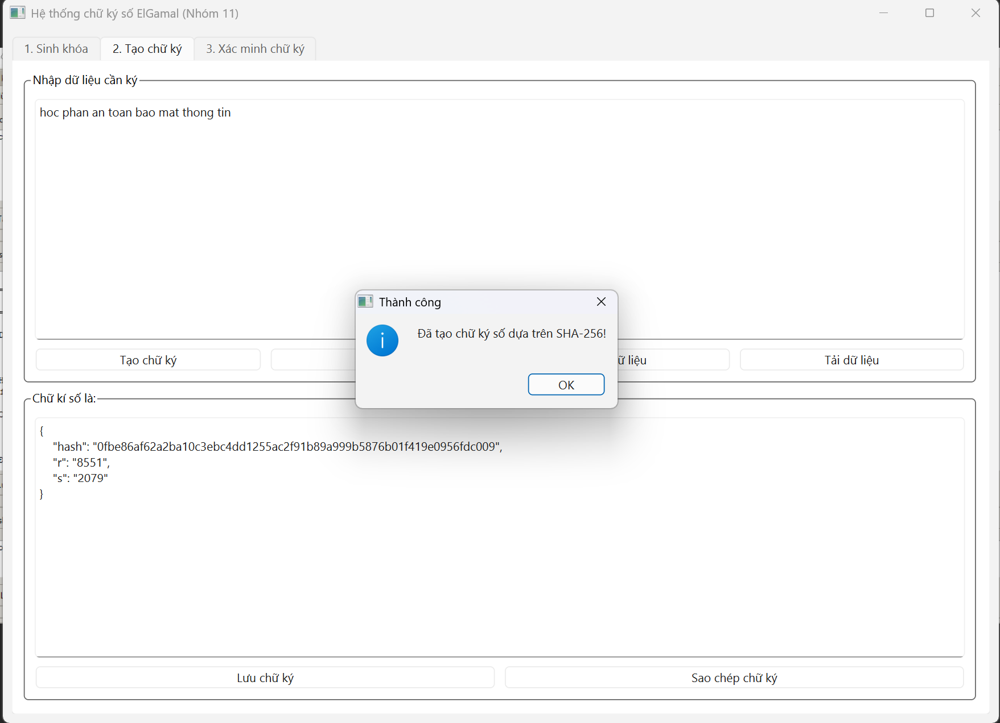 Hệ thống chữ ký số ElGamal (Nhóm 11)
1. Sinh khóa
2. Tạo chữ ký
3. Xác minh chữ ký
Nhập dữ liệu cần ký
hoc phan an toan bao mat thong tin
Thành công
Đã tạo chữ ký số dựa trên SHA-256!
OK
Tạo chữ ký
liệu
Tải dữ liệu
Chữ kí số là:
{
"hash": "0fbe86af62a2ba10c3ebc4dd1255ac2f91b89a999b5876b01f419e0956fdc009",
"r": "8551",
"s": "2079"
}
Lưu chữ ký
Sao chép chữ ký